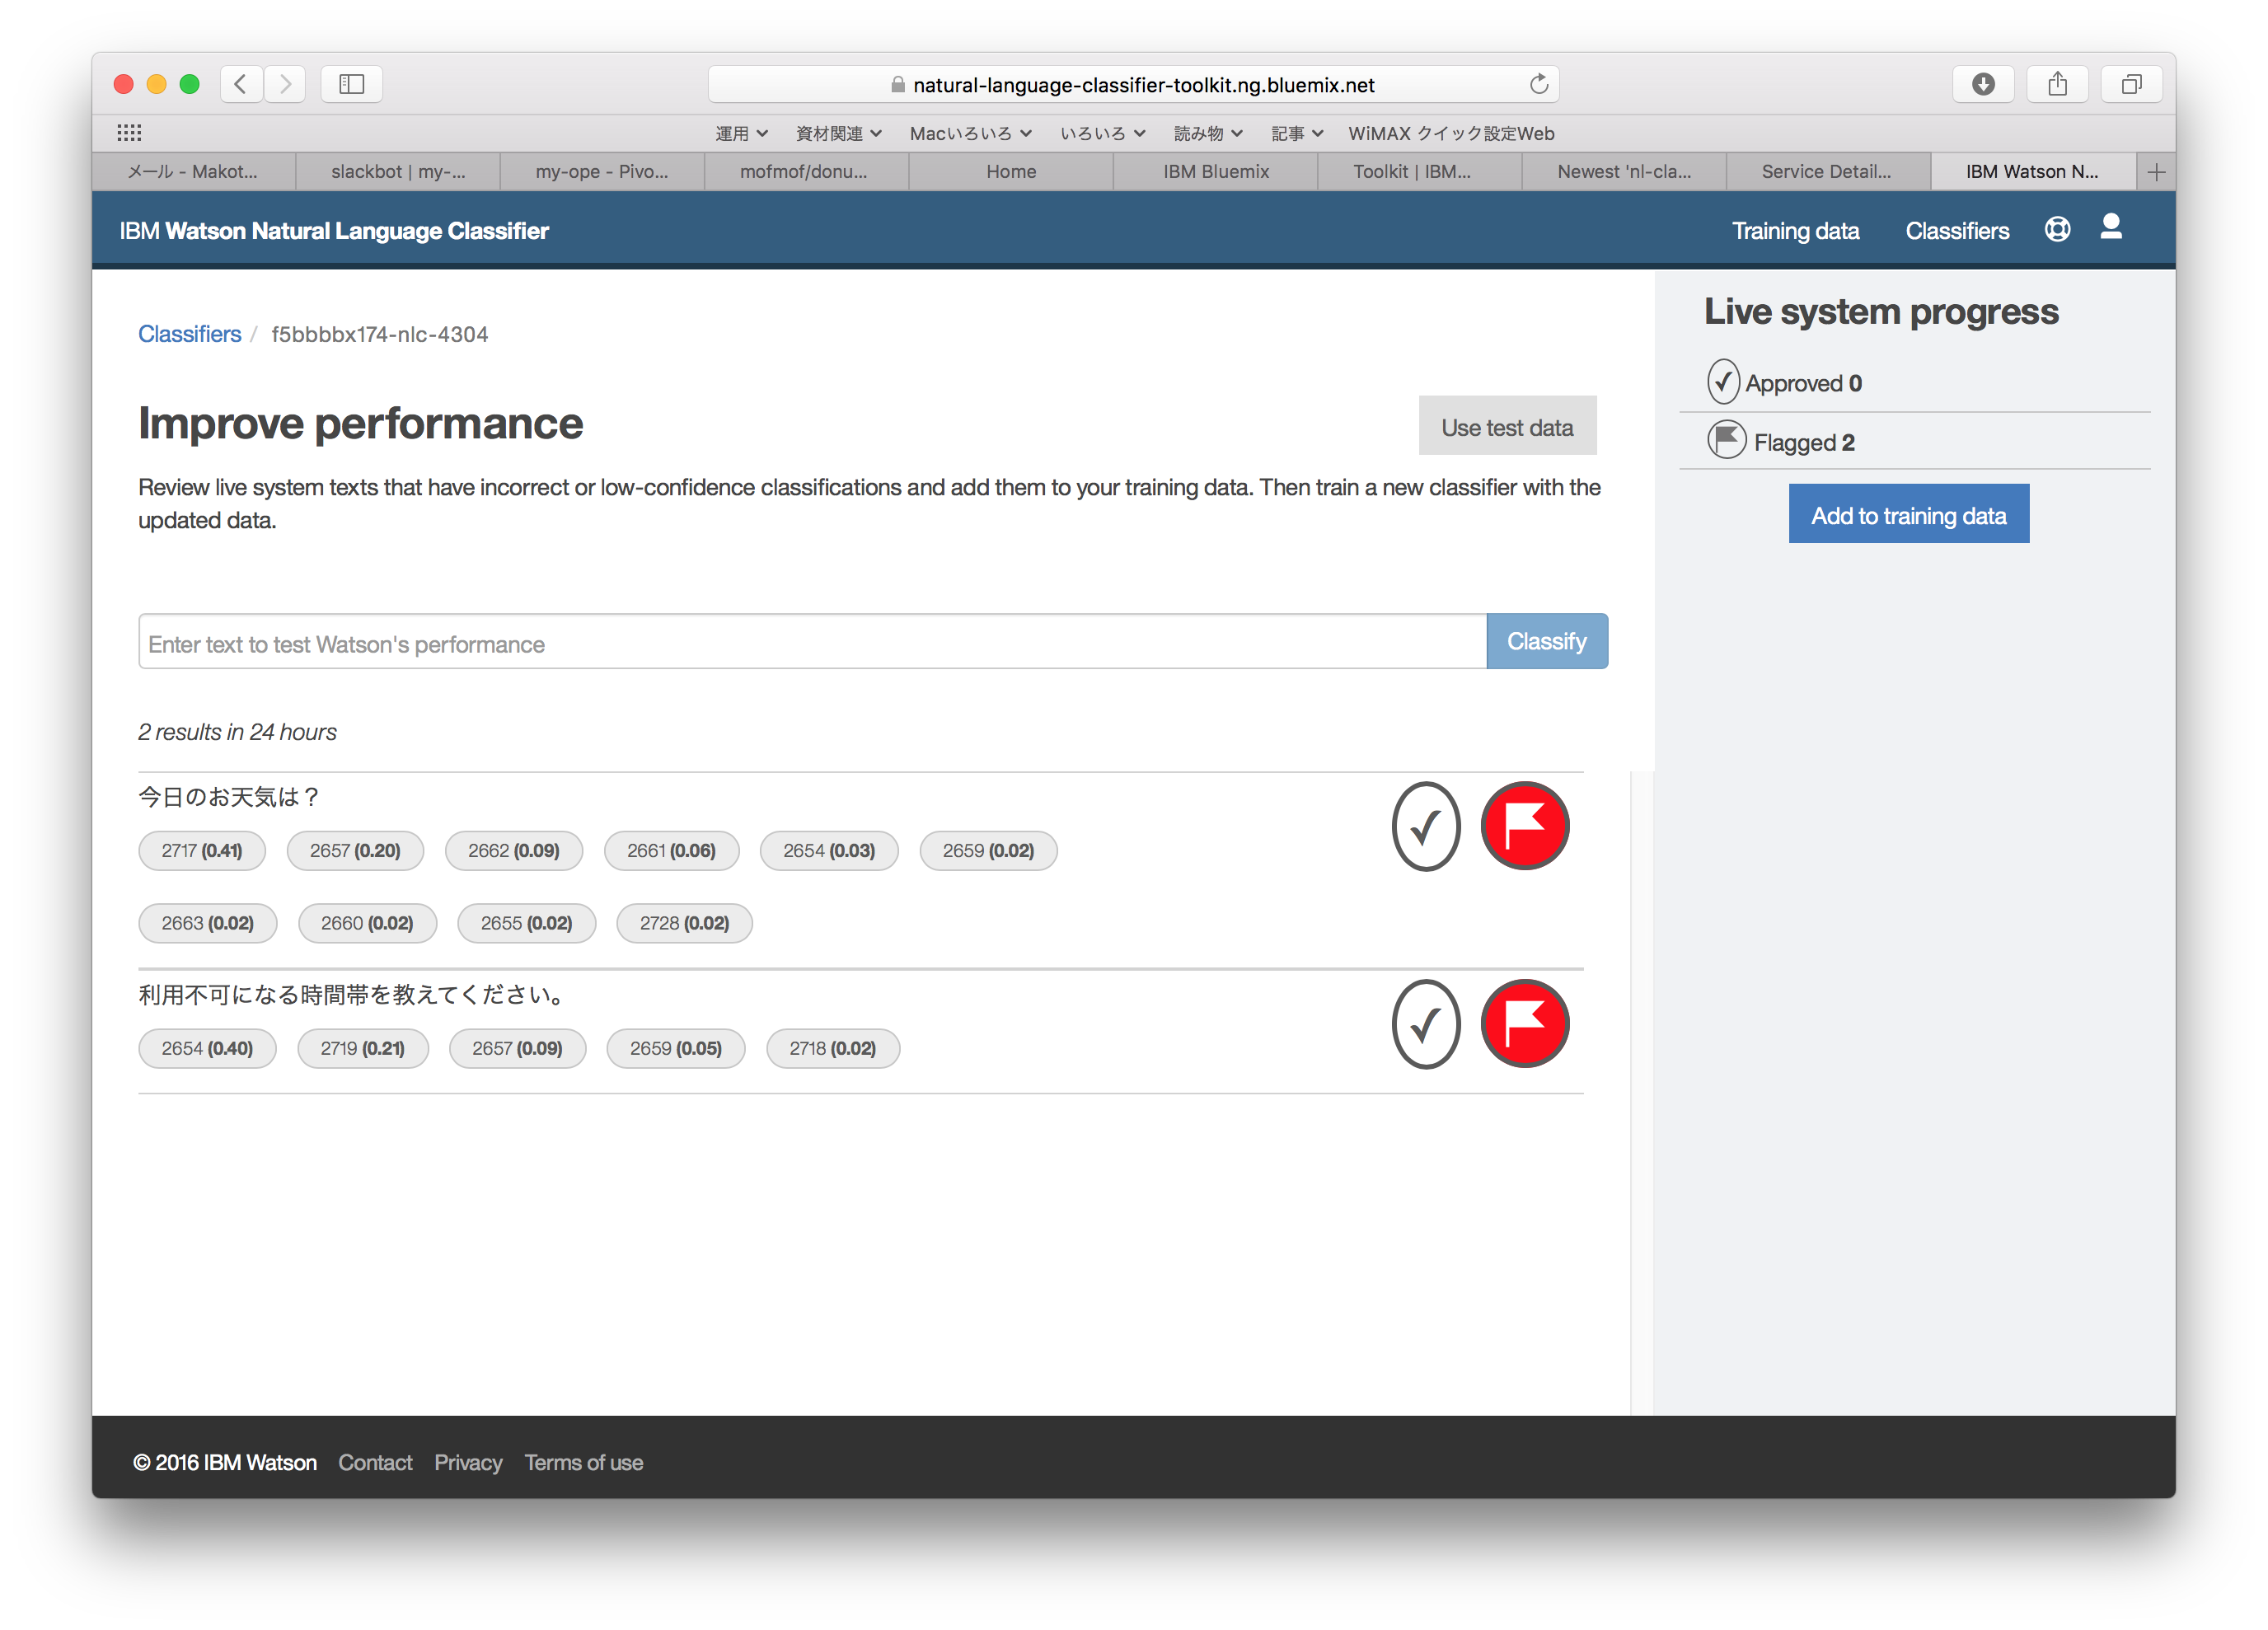 natural-language-classifier-toolkit.ng.bluemix.net
運用 資材関連 Macいろいろ いろいろ 読み物 記事 WiMAX クイック設定Web
メール - Makot... slackbot | my-... my-ope - Pivo... mofmof/donu... Home IBM Bluemix Toolkit | IBM... Newest 'nl-cla... Service Detail... IBM Watson N...
IBM Watson Natural Language Classifier Training data Classifiers
Live system progress
Classifiers / f5bbbbx174-nlc-4304
Approved 0
Improve performance Use test data
Flagged 2
Review live system texts that have incorrect or low-confidence classifications and add them to your training data. Then train a new classifier with the
updated data.
Add to training data
Enter text to test Watson's performance Classify
2 results in 24 hours
今日のお天気は？
2717 (0.41) 2657 (0.20) 2662 (0.09) 2661 (0.06) 2654 (0.03) 2659 (0.02)
2663 (0.02) 2660 (0.02) 2655 (0.02) 2728 (0.02)
利用不可になる時間帯を教えてください。
2654 (0.40) 2719 (0.21) 2657 (0.09) 2659 (0.05) 2718 (0.02)
© 2016 IBM Watson Contact Privacy Terms of use